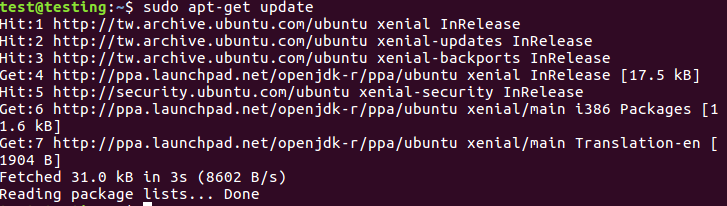 test@testing:~$ sudo apt-get update
Hit:1 http://tw.archive.ubuntu.com/ubuntu xenial InRelease
Hit:2 http://tw.archive.ubuntu.com/ubuntu xenial-updates InRelease
Hit:3 http://tw.archive.ubuntu.com/ubuntu xenial-backports InRelease
Get:4 http://ppa.launchpad.net/openjdk-r/ppa/ubuntu xenial InRelease [17.5 kB]
Hit:5 http://security.ubuntu.com/ubuntu xenial-security InRelease
Get:6 http://ppa.launchpad.net/openjdk-r/ppa/ubuntu xenial/main i386 Packages [1
1.6 kB]
Get:7 http://ppa.launchpad.net/openjdk-r/ppa/ubuntu xenial/main Translation-en [
1904 B]
Fetched 31.0 kB in 3s (8602 B/s)
Reading package lists... Done